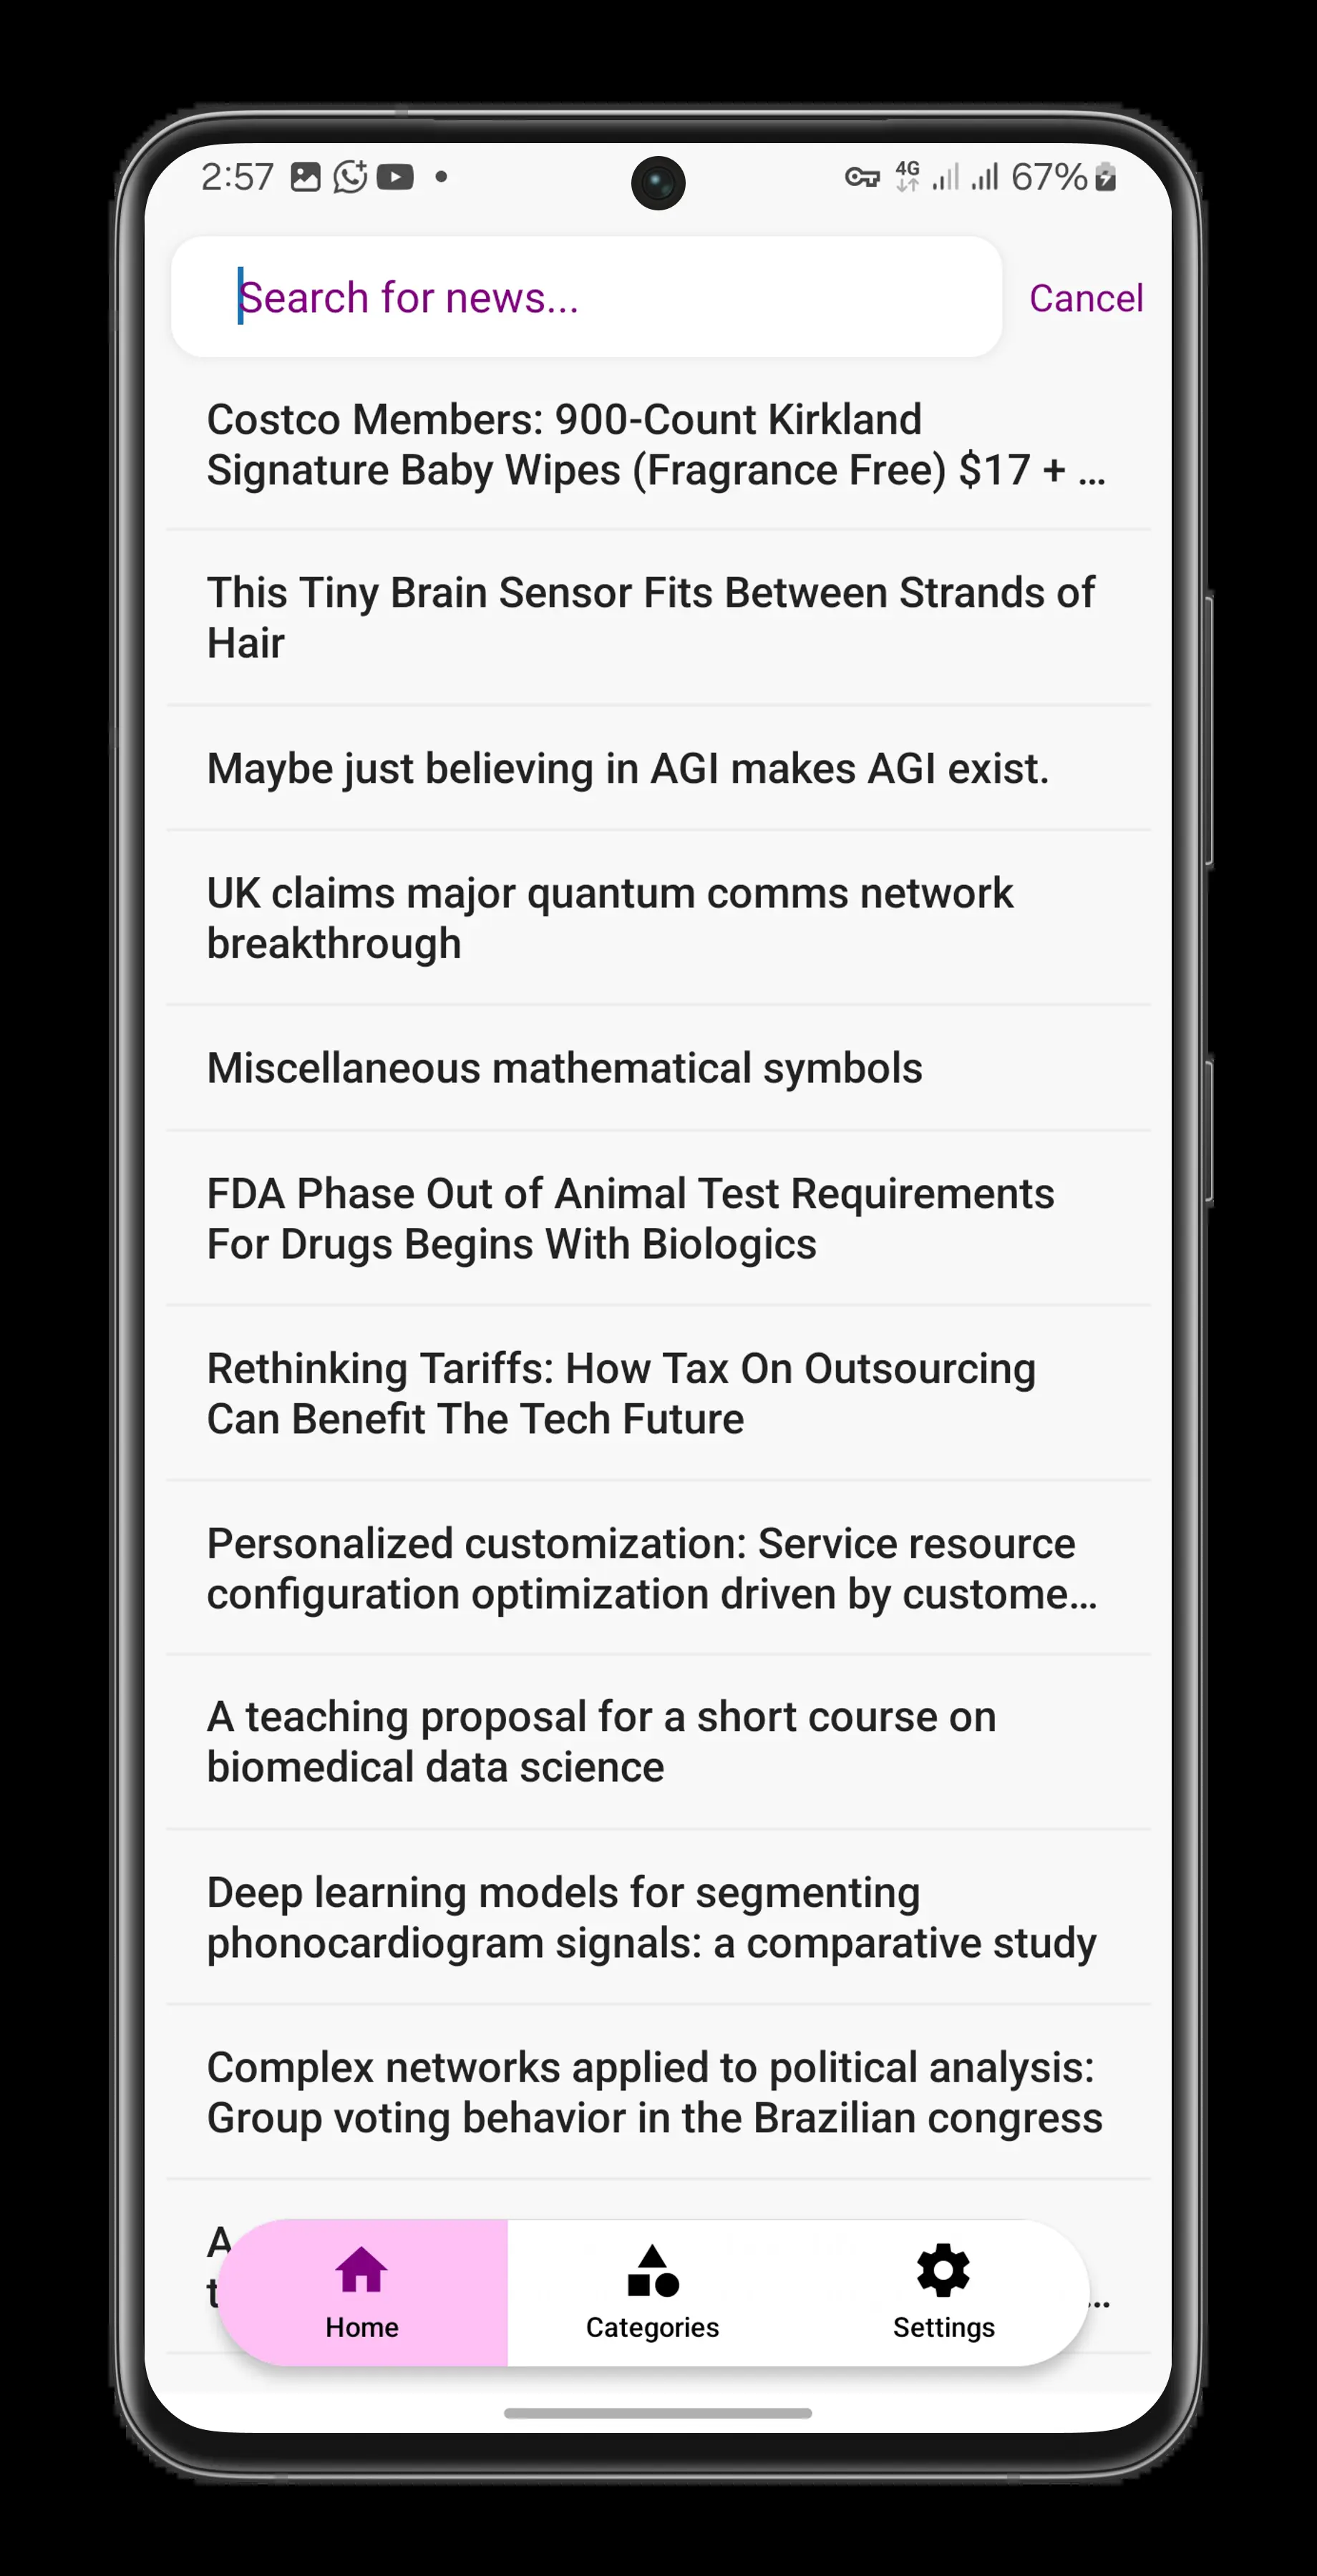 2:57
4G
67%
Search for news...
Cancel
Costco Members: 900-Count Kirkland
Signature Baby Wipes (Fragrance Free) $17 + ...
This Tiny Brain Sensor Fits Between Strands of
Hair
Maybe just believing in AGI makes AGI exist.
UK claims major quantum comms network
breakthrough
Miscellaneous mathematical symbols
FDA Phase Out of Animal Test Requirements
For Drugs Begins With Biologics
Rethinking Tariffs: How Tax On Outsourcing
Can Benefit The Tech Future
Personalized customization: Service resource
configuration optimization driven by custome...
A teaching proposal for a short course on
biomedical data science
Deep learning models for segmenting
phonocardiogram signals: a comparative study
Complex networks applied to political analysis:
Group voting behavior in the Brazilian congress
A
Home
Categories
Settings